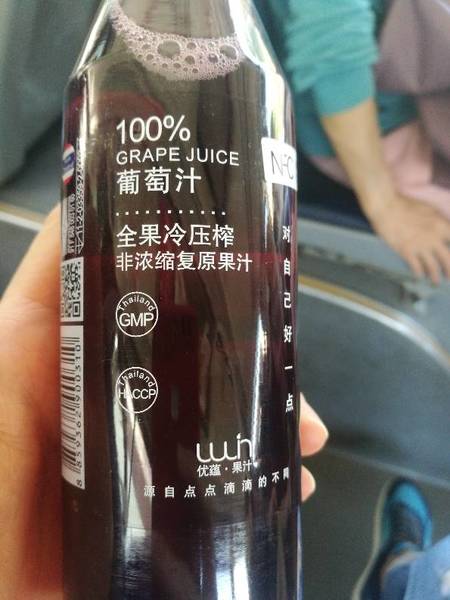 100%
GRAPE JUICE
葡萄汁
全果冷压榨
非浓缩复原果汁
Thailand
GMP
Thailand
HACCP
优蕴·果汁
源自点点滴滴的不同
对自己好一点
NFC